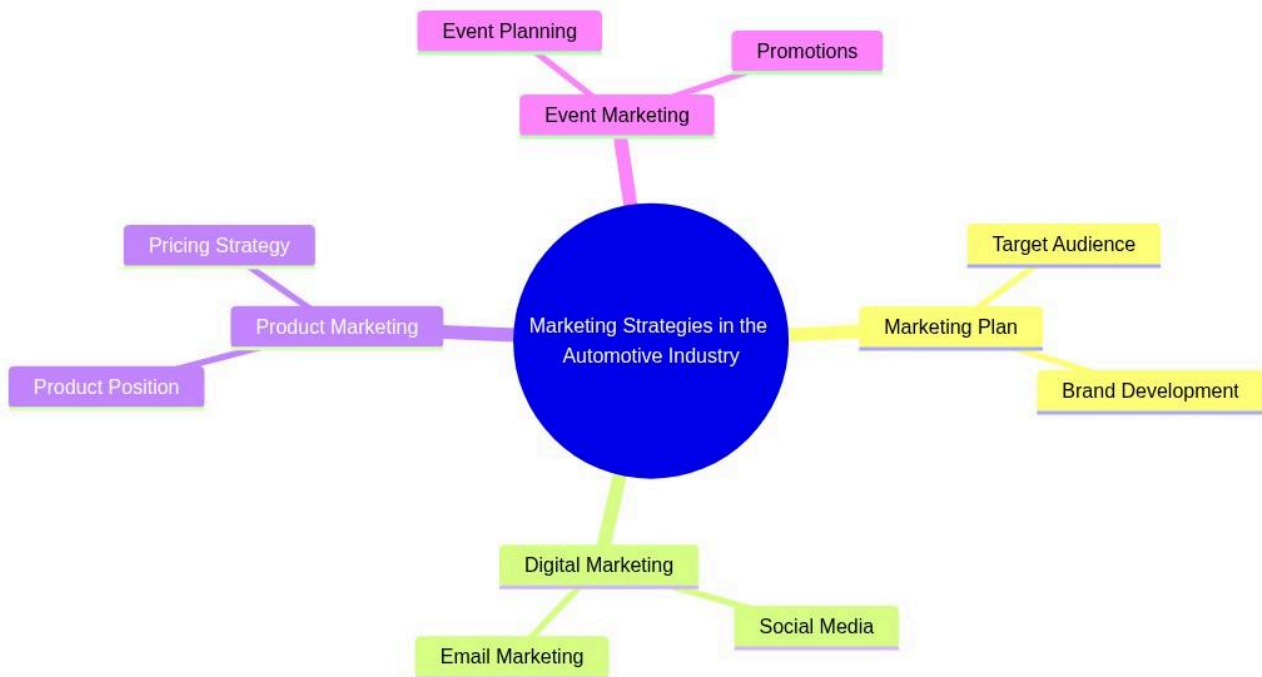 Event Planning
Promotions
Event Marketing
Pricing Strategy
Target Audience
Product Marketing
Marketing Strategies in the
Automotive Industry
Marketing Plan
Product Position
Brand Development
Digital Marketing
Social Media
Email Marketing